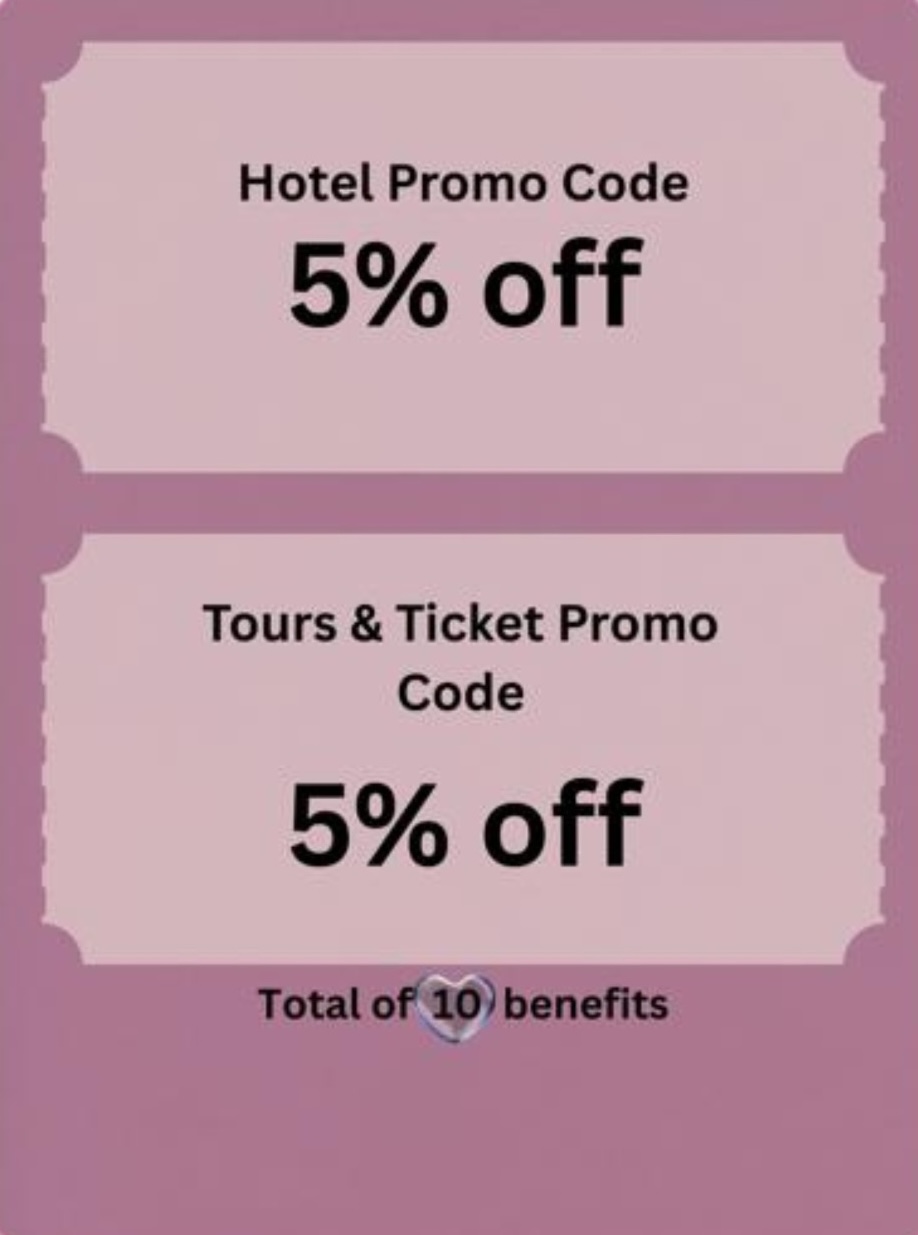 Hotel Promo Code
5% off
Tours & Ticket Promo
Code
5% off
Total of 10 benefits